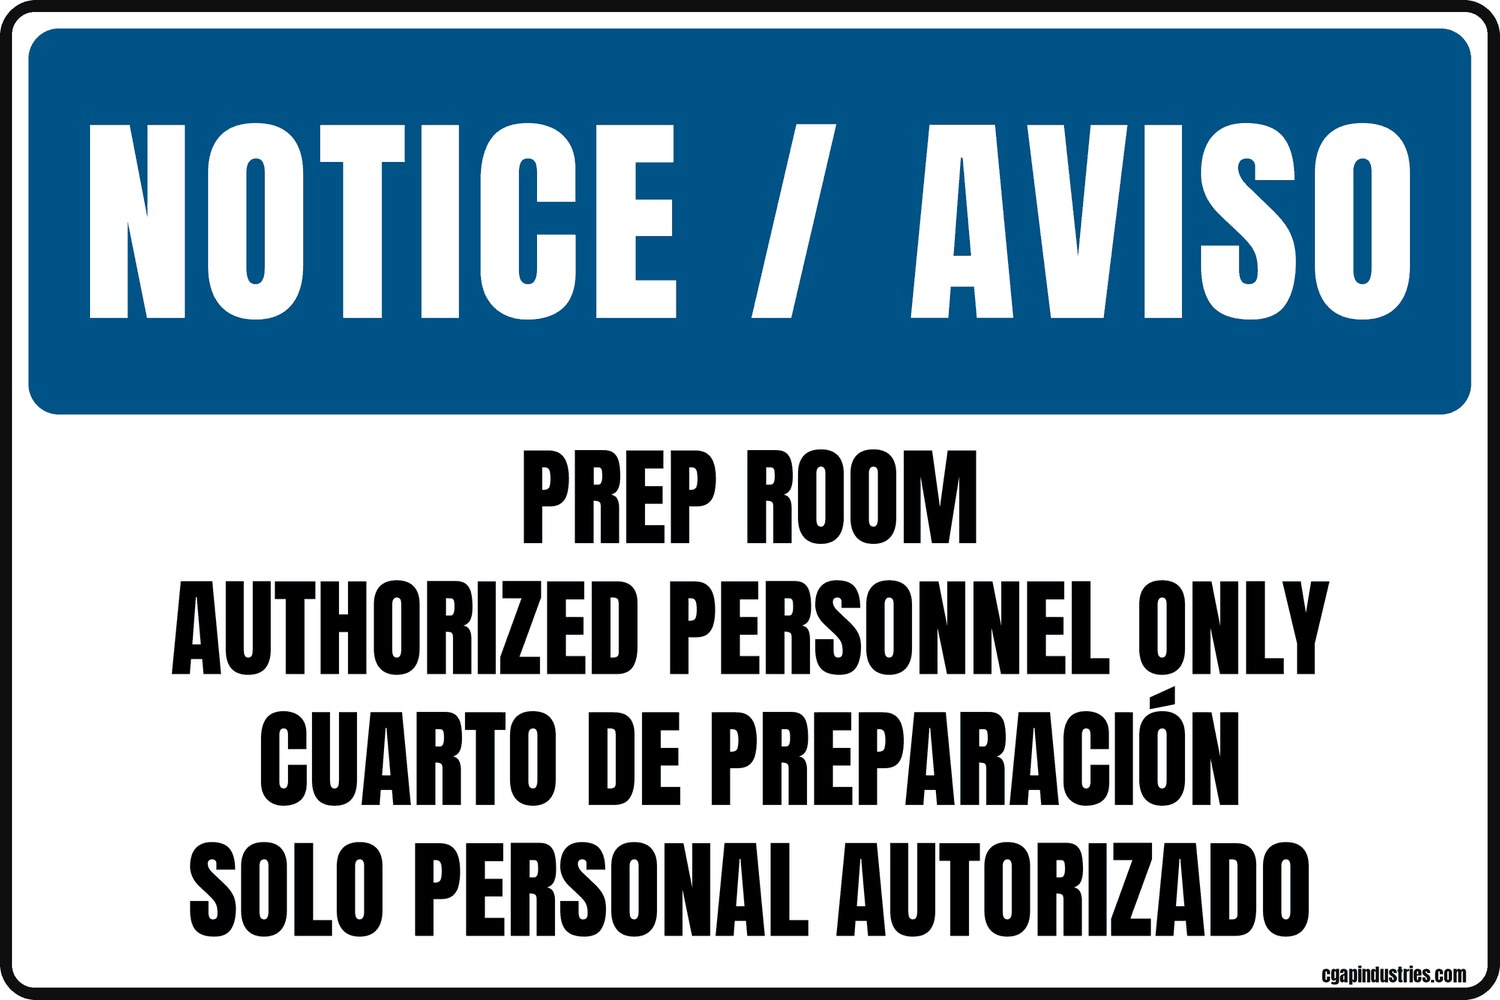 NOTICE / AVISO
PREP ROOM
AUTHORIZED PERSONNEL ONLY
CUARTO DE PREPARACIÓN
SOLO PERSONAL AUTORIZADO
cgapindustries.com